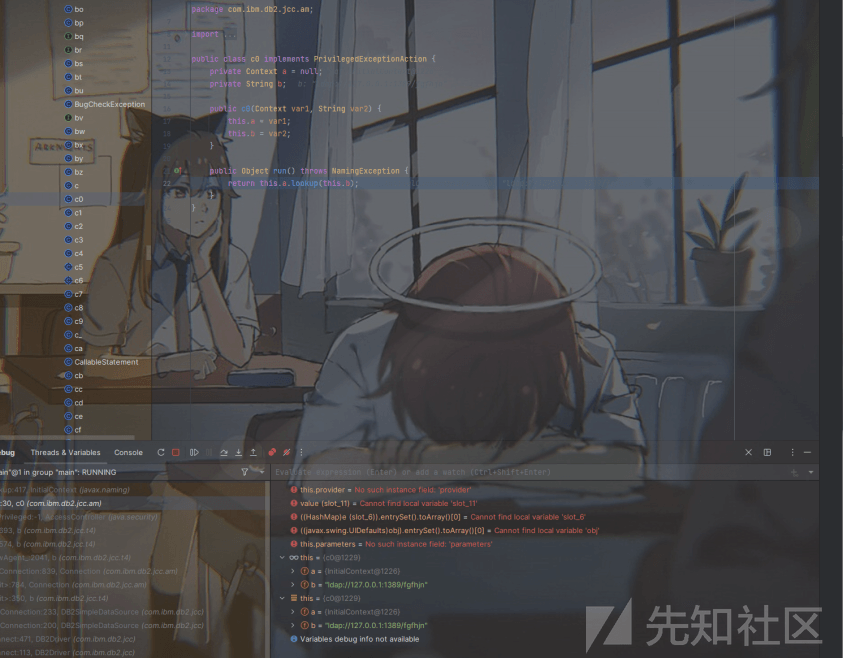 bo
bp
bq
br
bs
bt
bu
BugCheckException
bv
bw
bx
by
bz
c
c0
c1
c2
c3
c4
c5
c6
c7
c8
c9
c_
ca
CallableStatement
cb
cc
cd
ce
cf
package com.ibm.db2.jcc.am;
import ...
public class c0 implements PrivilegedExceptionAction {
private Context a = null;
private String b;
public c0(Context var1, String var2) {
this.a = var1;
this.b = var2;
}
public Object run() throws NamingException {
22 return this.a.lookup(this.b);
}
}
bug Threads & Variables Console
ain"@1 in group "main": RUNNING
Evaluate expression (Enter) or add a watch (Ctrl+Shift+Enter)
kup:417, InitialContext (javax.naming)
:30, c0 (com.ibm.db2.jcc.am)
rivileged:-1, AccessController (java.security)
b (com.ibm.db2.jcc.t4)
574, b (com.ibm.db2.jcc.t4)
b (com.ibm.db2.jcc.t4)
Connection:839, Connection (com.ibm.db2.jcc.am)
it>:784, Connection (com.ibm.db2.jcc.am)
it>:350, b (com.ibm.db2.jcc.t4)
Connection:233, DB2SimpleDataSource (com.ibm.db2.jcc)
Connection:200, DB2SimpleDataSource (com.ibm.db2.jcc)
nect:471, DB2Driver (com.ibm.db2.jcc)
nect:113, DB2Driver (com.ibm.db2.jcc)
this.provider = No such instance field: 'provider'
value (slot_11) = Cannot find local variable 'slot_11'
((HashMap)e (slot_6)).entrySet().toArray()[0] = Cannot find local variable 'slot_6'
((javax.swing.UIDefaults)obj).entrySet().toArray()[0] = Cannot find local variable 'obj'
this.parameters = No such instance field: 'parameters'
this = {c0@1229}
a = {InitialContext@1226}
b = "ldap://127.0.0.1:1389/fgfhjn"
this = {c0@1229}
a = {InitialContext@1226}
b = "ldap://127.0.0.1:1389/fgfhjn"
Variables debug info not available
先知社区